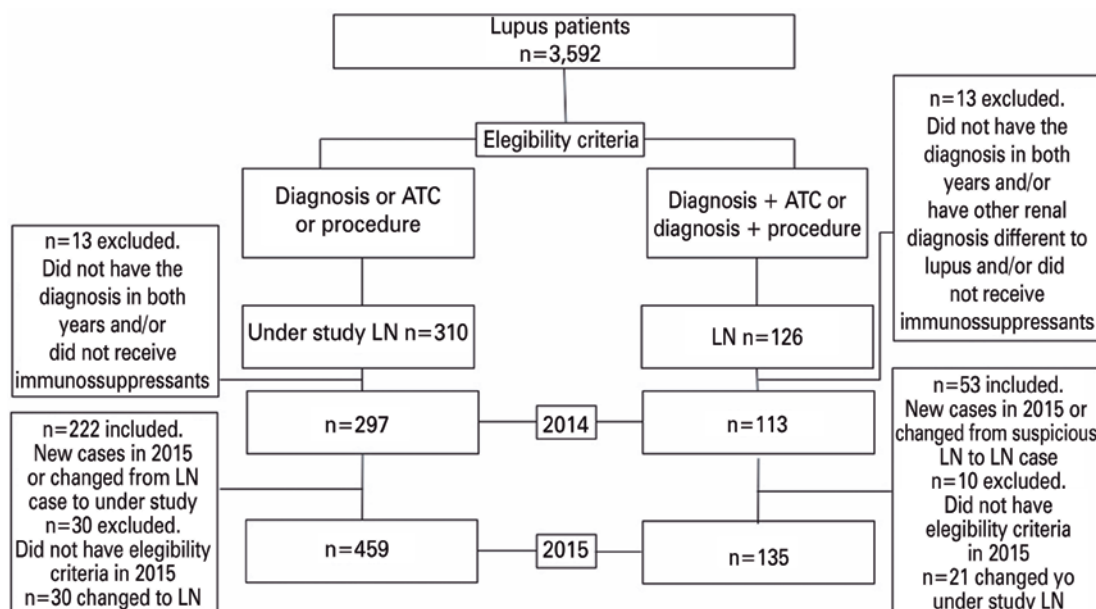 Lupus patients
n=3,592
Elegibility criteria
Diagnosis or ATC
or procedure
Diagnosis + ATC or
diagnosis + procedure
n=13 excluded.
Did not have the
diagnosis in both
years and/or
have other renal
diagnosis different to
lupus and/or did
not receive
immunossuppressants
n=13 excluded.
Did not have the
diagnosis in both
years and/or
did not receive
immunossuppressants
Under study LN n=310
LN n=126
n=297
2014
n=113
n=222 included.
New cases in 2015
or changed from LN
case to under study
n=30 excluded.
Did not have elegibility
criteria in 2015
n=30 changed to LN
n=53 included.
New cases in 2015 or
changed from suspicious
LN to LN case
n=10 excluded.
Did not have
elegibility criteria
in 2015
n=21 changed yo
under study LN
n=459
2015
n=135